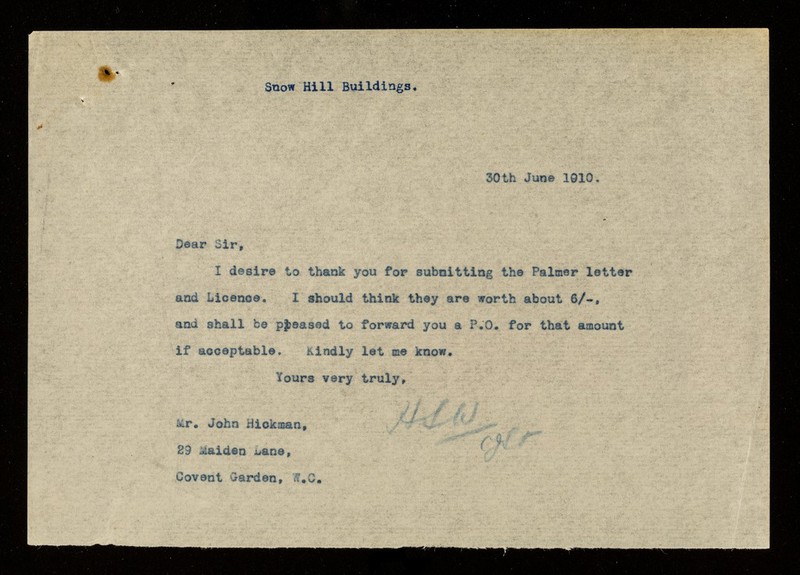 Snow Hill Buildings.
30th June 1910.
Dear Sir,
I desire to thank you for submitting the Palmer letter
and Licence. I should think they are worth about 6/-,
and shall be pleased to forward you a P.O. for that amount
if acceptable. Kindly let me know.
Yours very truly,
HSW
Mr. John Hickman,
29 Maiden Lane,
Covent Garden, W.C.